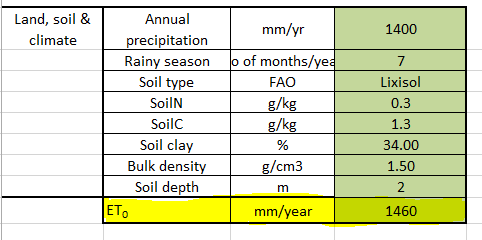 Land, soil &
climate
Annual
precipitation
mm/yr
1400
Rainy season o of months/yea 7
Soil type FAO Lixisol
SoilN g/kg 0.3
SoilC g/kg 1.3
Soil clay % 34.00
Bulk density g/cm3 1.50
Soil depth m 2
ET₀ mm/year 1460